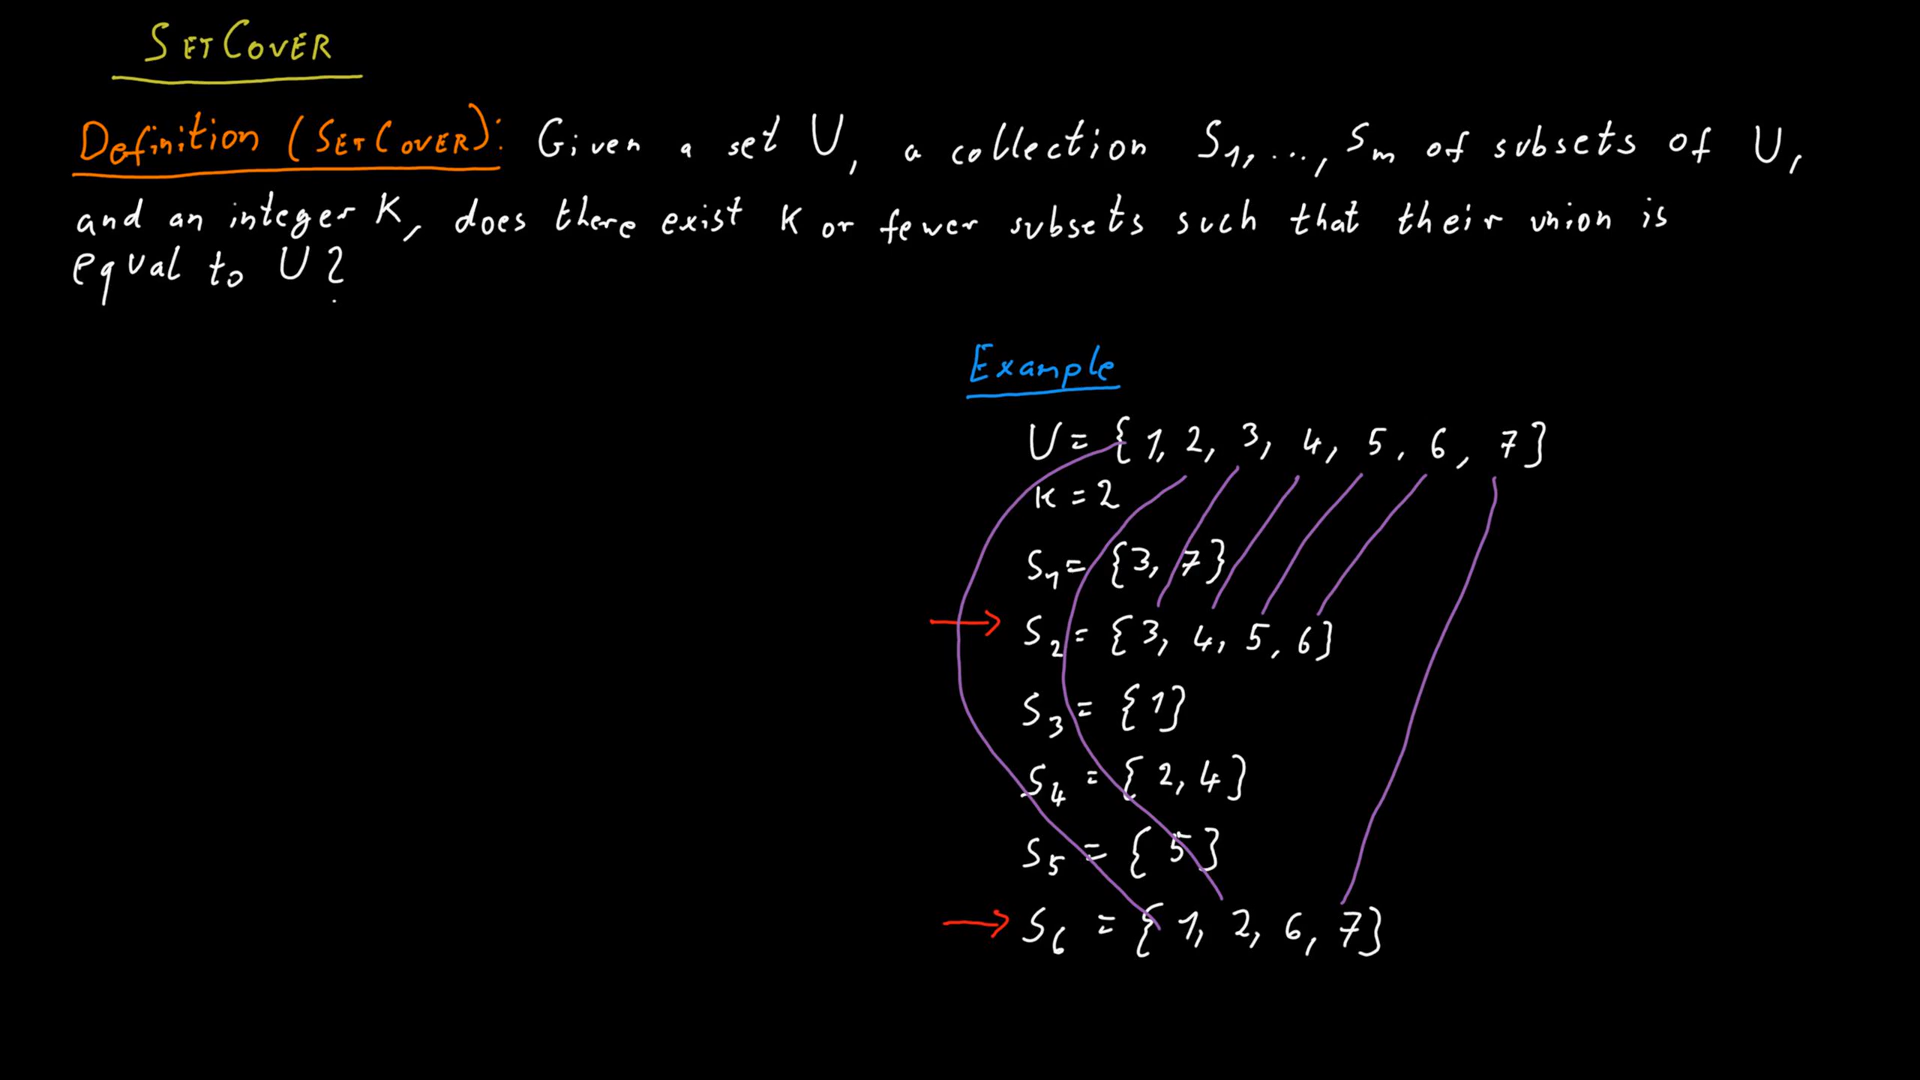 SETCOVER
Definition (SETCOVER): Given a set U, a collection S₁, ..., Sₘ of subsets of U,
and an integer K, does there exist K or fewer subsets such that their union is
equal to U?
Example
U = {1, 2, 3, 4, 5, 6, 7}
K = 2
S₁ = {3, 7}
→ S₂ = {3, 4, 5, 6}
S₃ = {1}
S₄ = {2, 4}
S₅ = {5}
→ S₆ = {1, 2, 6, 7}